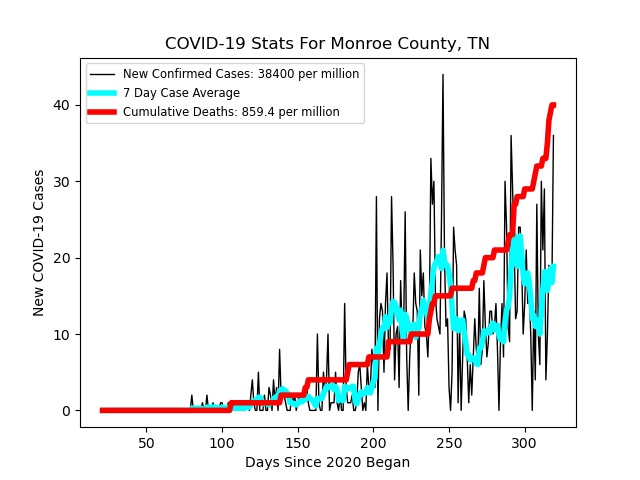 COVID-19 Stats For Monroe County, TN
New Confirmed Cases: 38400 per million
7 Day Case Average
Cumulative Deaths: 859.4 per million
New COVID-19 Cases
40
30
20
10
0
50 100 150 200 250 300
Days Since 2020 Began